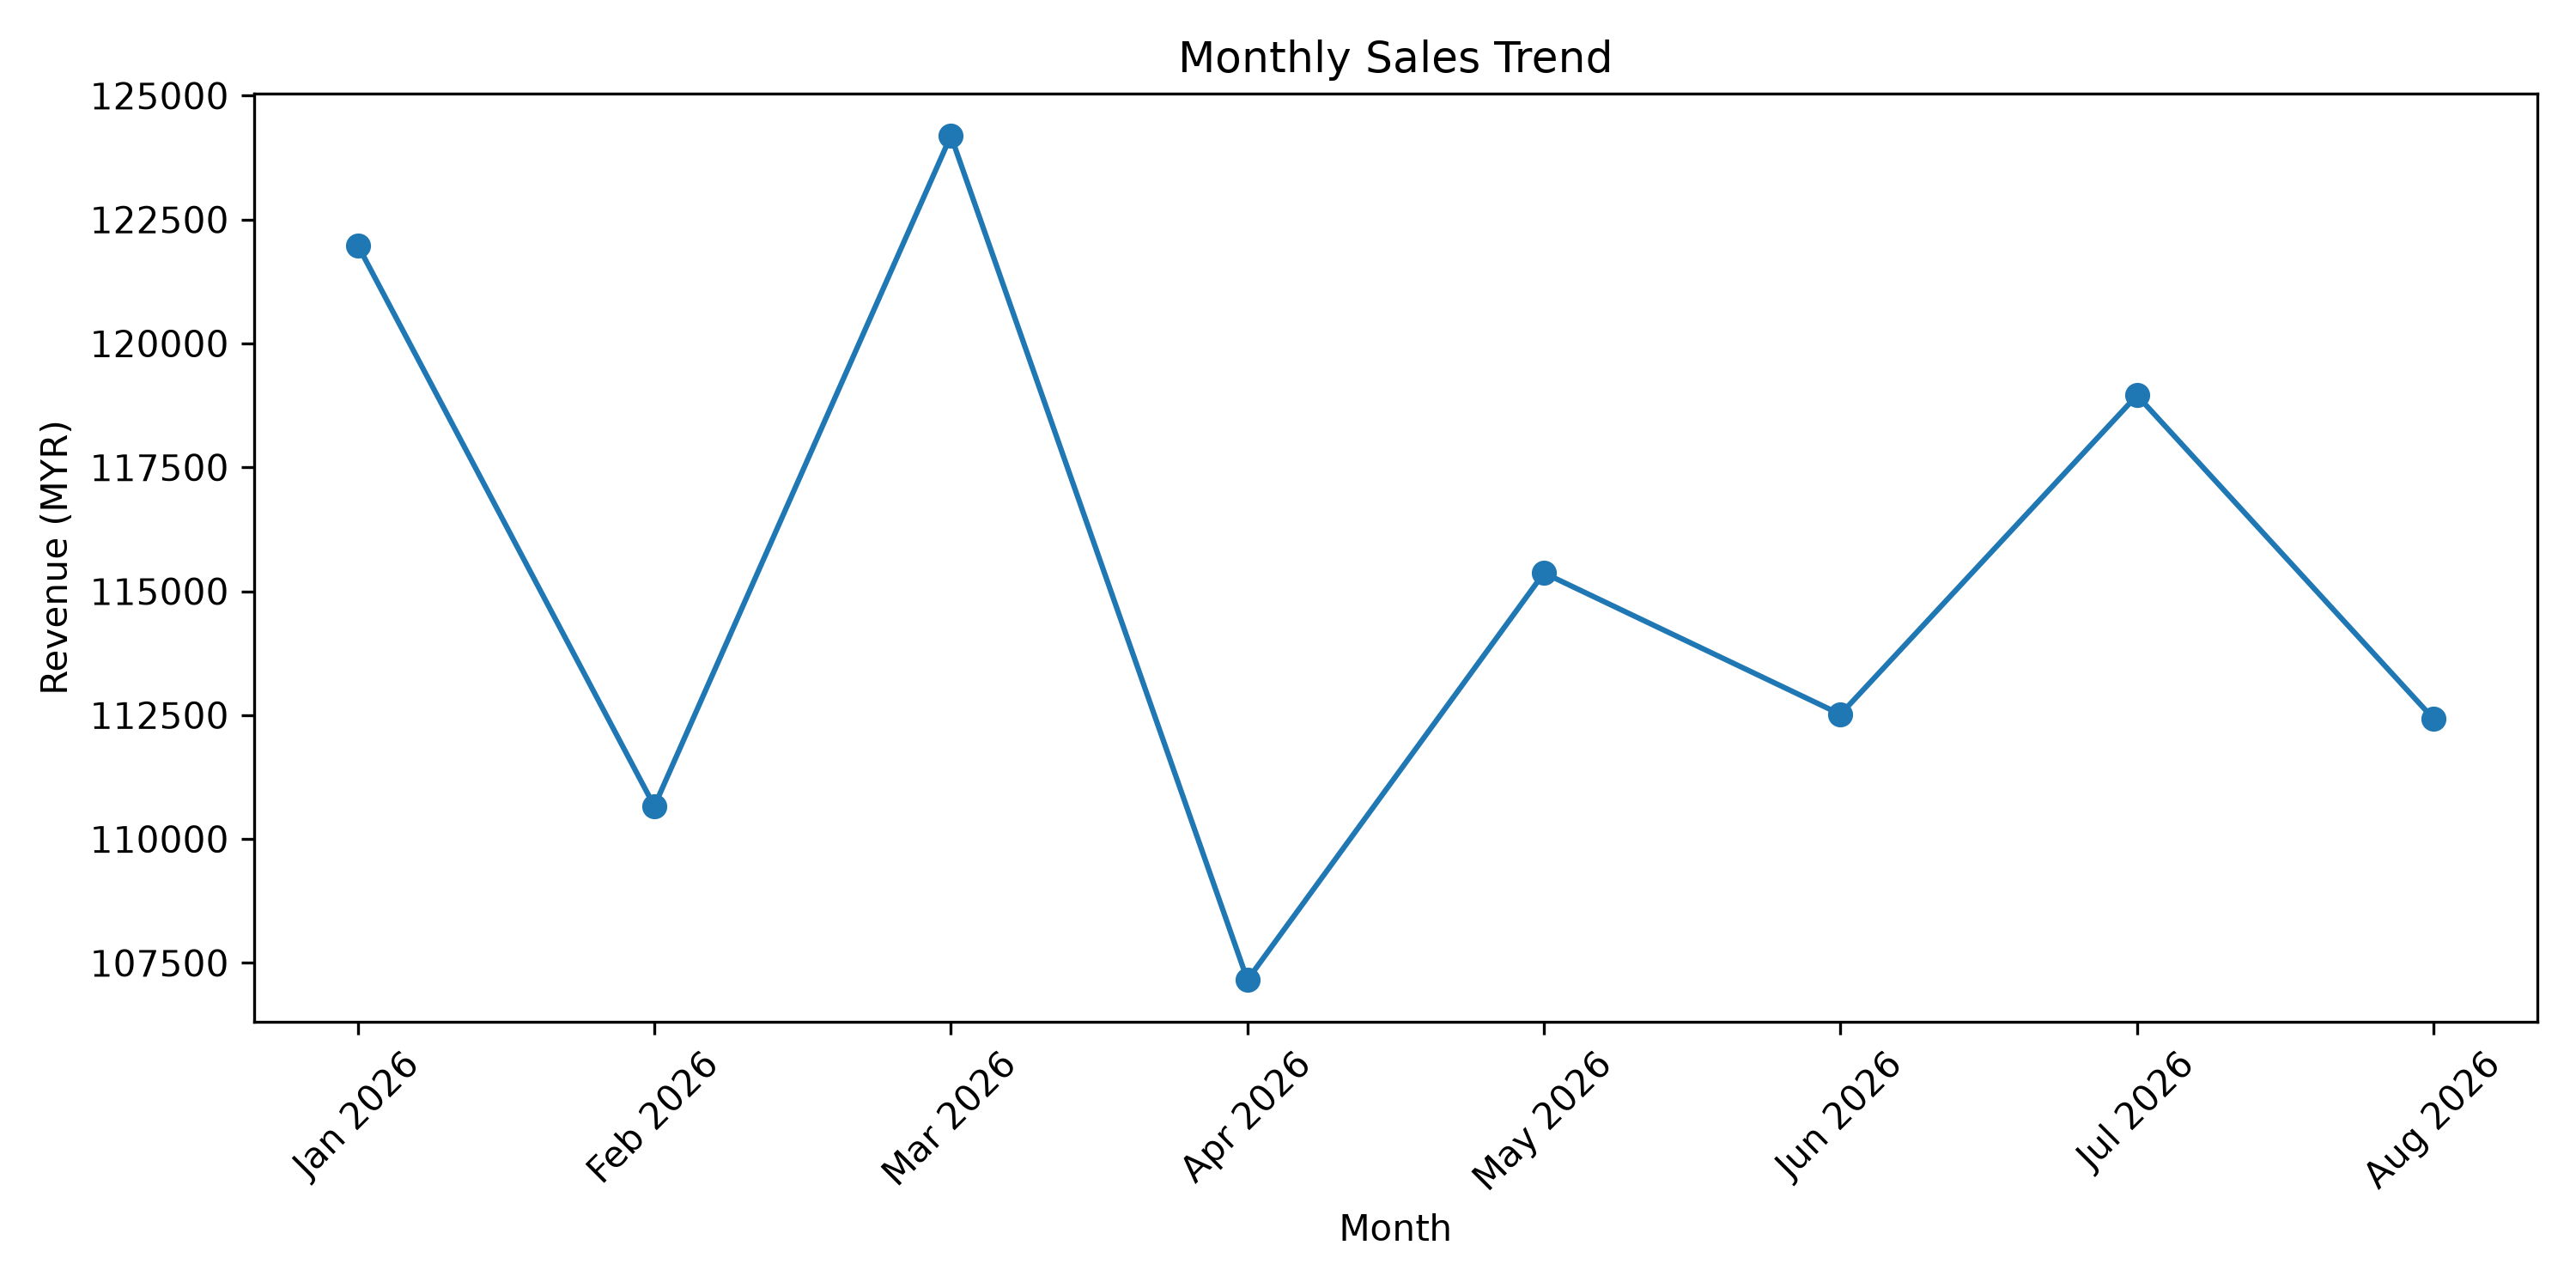 Monthly Sales Trend
125000
122500
120000
117500
115000
112500
110000
107500
Revenue (MYR)
Jan 2026
Feb 2026
Mar 2026
Apr 2026
May 2026
Jun 2026
Jul 2026
Aug 2026
Month